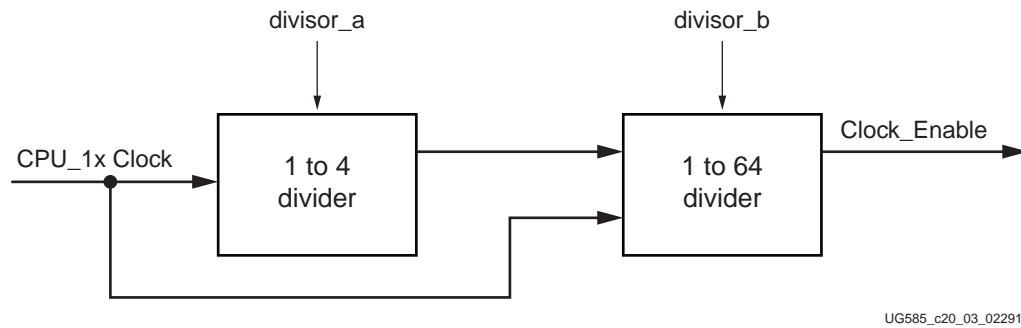 divisor_a
divisor_b
CPU_1x Clock
1 to 4
divider
1 to 64
divider
Clock_Enable
UG585_c20_03_02291